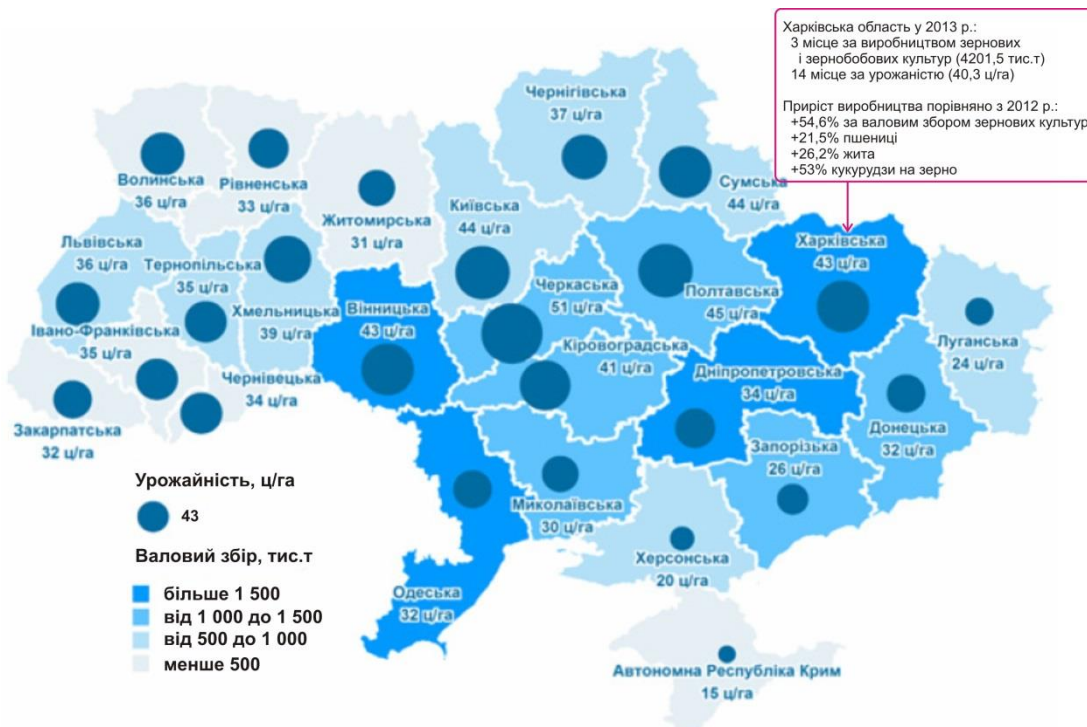 Харківська область у 2013 р.:
3 місце за виробництвом зернових
і зернобобових культур (4201,5 тис.т)
14 місце за урожаністю (40,3 ц/га)
Приріст виробництва порівняно з 2012 р.:
+54,6% за валовим збором зернових культур
+21,5% пшениці
+26,2% жита
+53% кукурудзи на зерно
Чернігівська
37 ц/га
Сумська
44 ц/га
Волинська
36 ц/га
Рівненська
33 ц/га
Житомирська
31 ц/га
Київська
44 ц/га
Харківська
43 ц/га
Львівська
36 ц/га
Тернопільська
35 ц/га
Хмельницька
39 ц/га
Вінницька
43 ц/га
Черкаська
51 ц/га
Полтавська
45 ц/га
Луганська
24 ц/га
Івано-Франківська
35 ц/га
Кіровоградська
41 ц/га
Дніпропетровська
34 ц/га
Чернівецька
34 ц/га
Закарпатська
32 ц/га
Запорізька
26 ц/га
Донецька
32 ц/га
Миколаївська
30 ц/га
Херсонська
20 ц/га
Одеська
32 ц/га
Автономна Республіка Крим
15 ц/га
Урожайність, ц/га
43
Валовий збір, тис.т
більше 1 500
від 1 000 до 1 500
від 500 до 1 000
менше 500